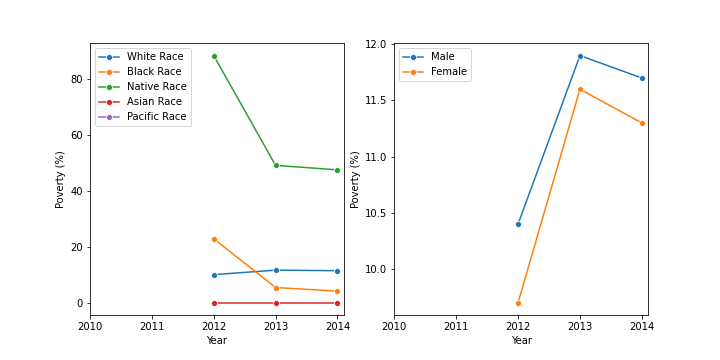 White Race
Black Race
Native Race
Asian Race
Pacific Race
80
60
40
20
0
Poverty (%)
2010 2011 2012 2013 2014
Year
Male
Female
12.0
11.5
11.0
10.5
10.0
Poverty (%)
2010 2011 2012 2013 2014
Year